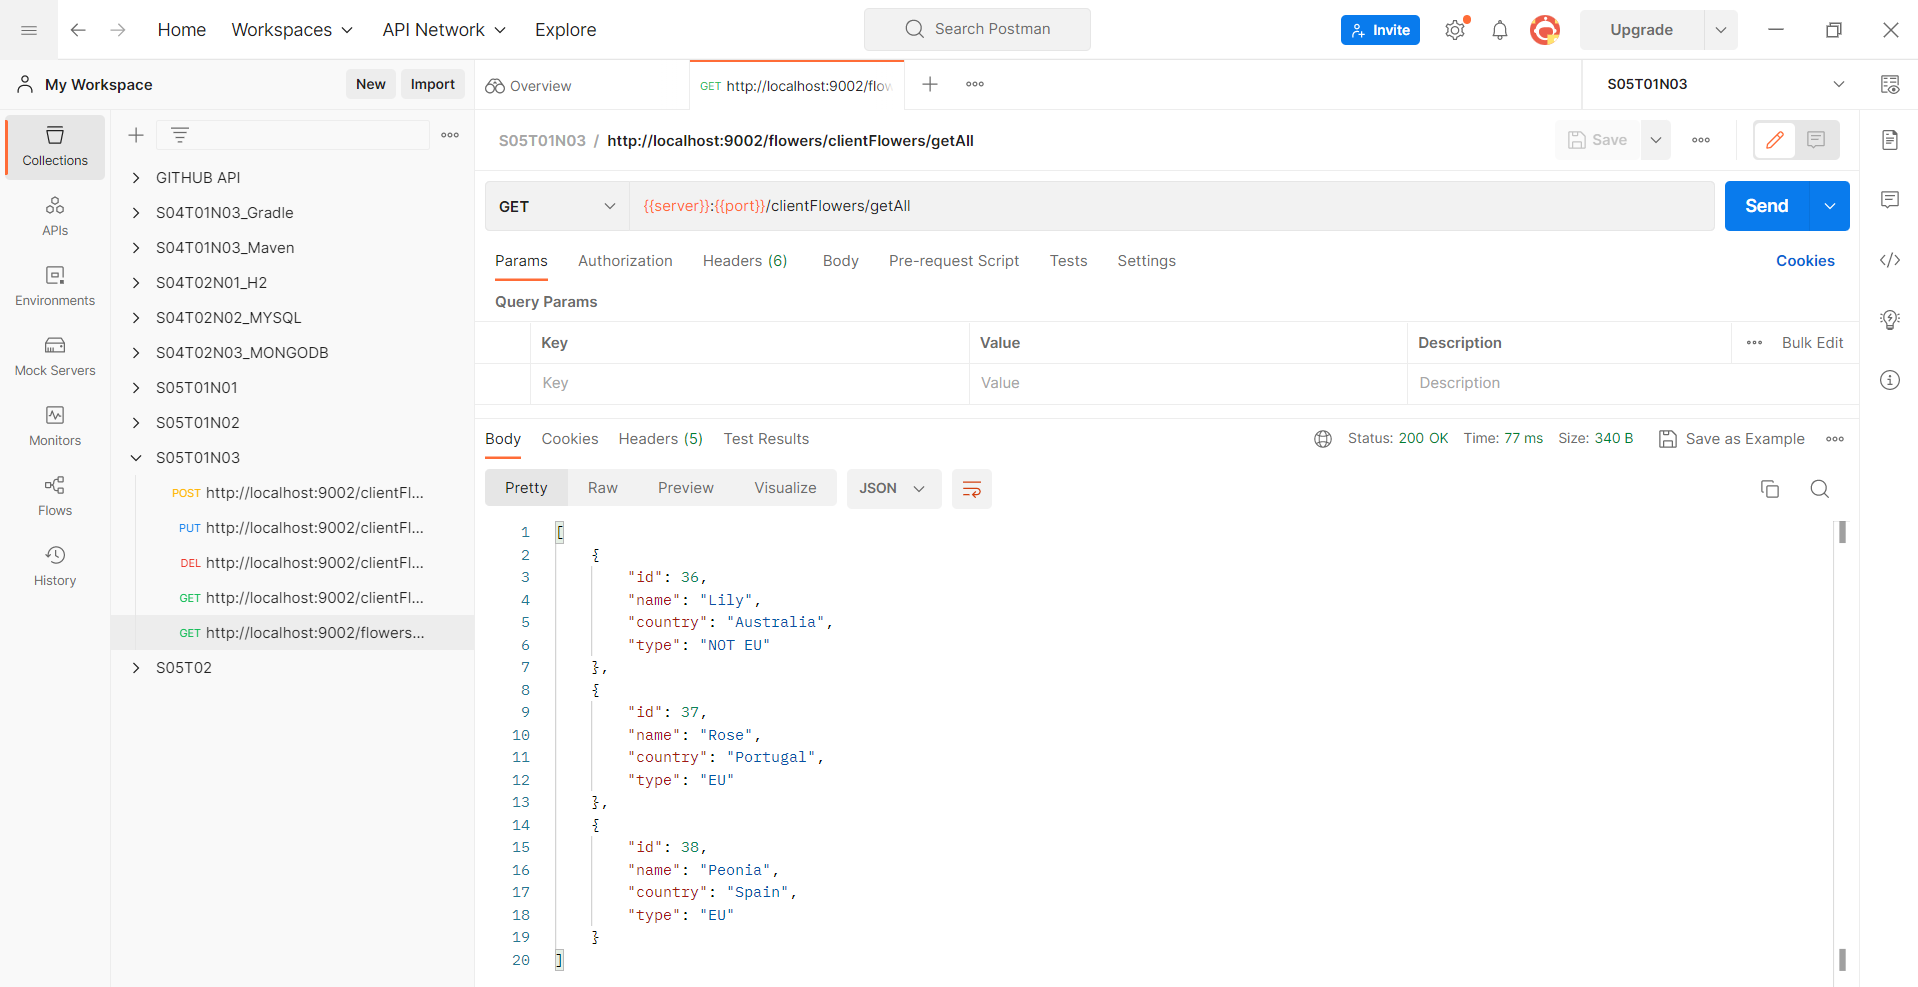 Home Workspaces API Network Explore Search Postman Invite Upgrade
My Workspace New Import Overview GET http://localhost:9002/flow S05T01N03
S05T01N03 / http://localhost:9002/flowers/clientFlowers/getAll Save
Collections
APIs
Environments
Mock Servers
Monitors
Flows
History
GITHUB API
S04T01N03_Gradle
S04T01N03_Maven
S04T02N01_H2
S04T02N02_MYSQL
S04T02N03_MONGODB
S05T01N01
S05T01N02
S05T01N03
POST http://localhost:9002/clientFl...
PUT http://localhost:9002/clientFl...
DEL http://localhost:9002/clientFl...
GET http://localhost:9002/clientFl...
GET http://localhost:9002/flowers...
S05T02
GET {{server}}:{{port}}/clientFlowers/getAll Send
Params Authorization Headers (6) Body Pre-request Script Tests Settings Cookies
Query Params
Key Value Description Bulk Edit
Key Value Description
Body Cookies Headers (5) Test Results Status: 200 OK Time: 77 ms Size: 340 B Save as Example
Pretty Raw Preview Visualize JSON
1 [
2 {
3 "id": 36,
4 "name": "Lily",
5 "country": "Australia",
6 "type": "NOT EU"
7 },
8 {
9 "id": 37,
10 "name": "Rose",
11 "country": "Portugal",
12 "type": "EU"
13 },
14 {
15 "id": 38,
16 "name": "Peonia",
17 "country": "Spain",
18 "type": "EU"
19 }
20 ]